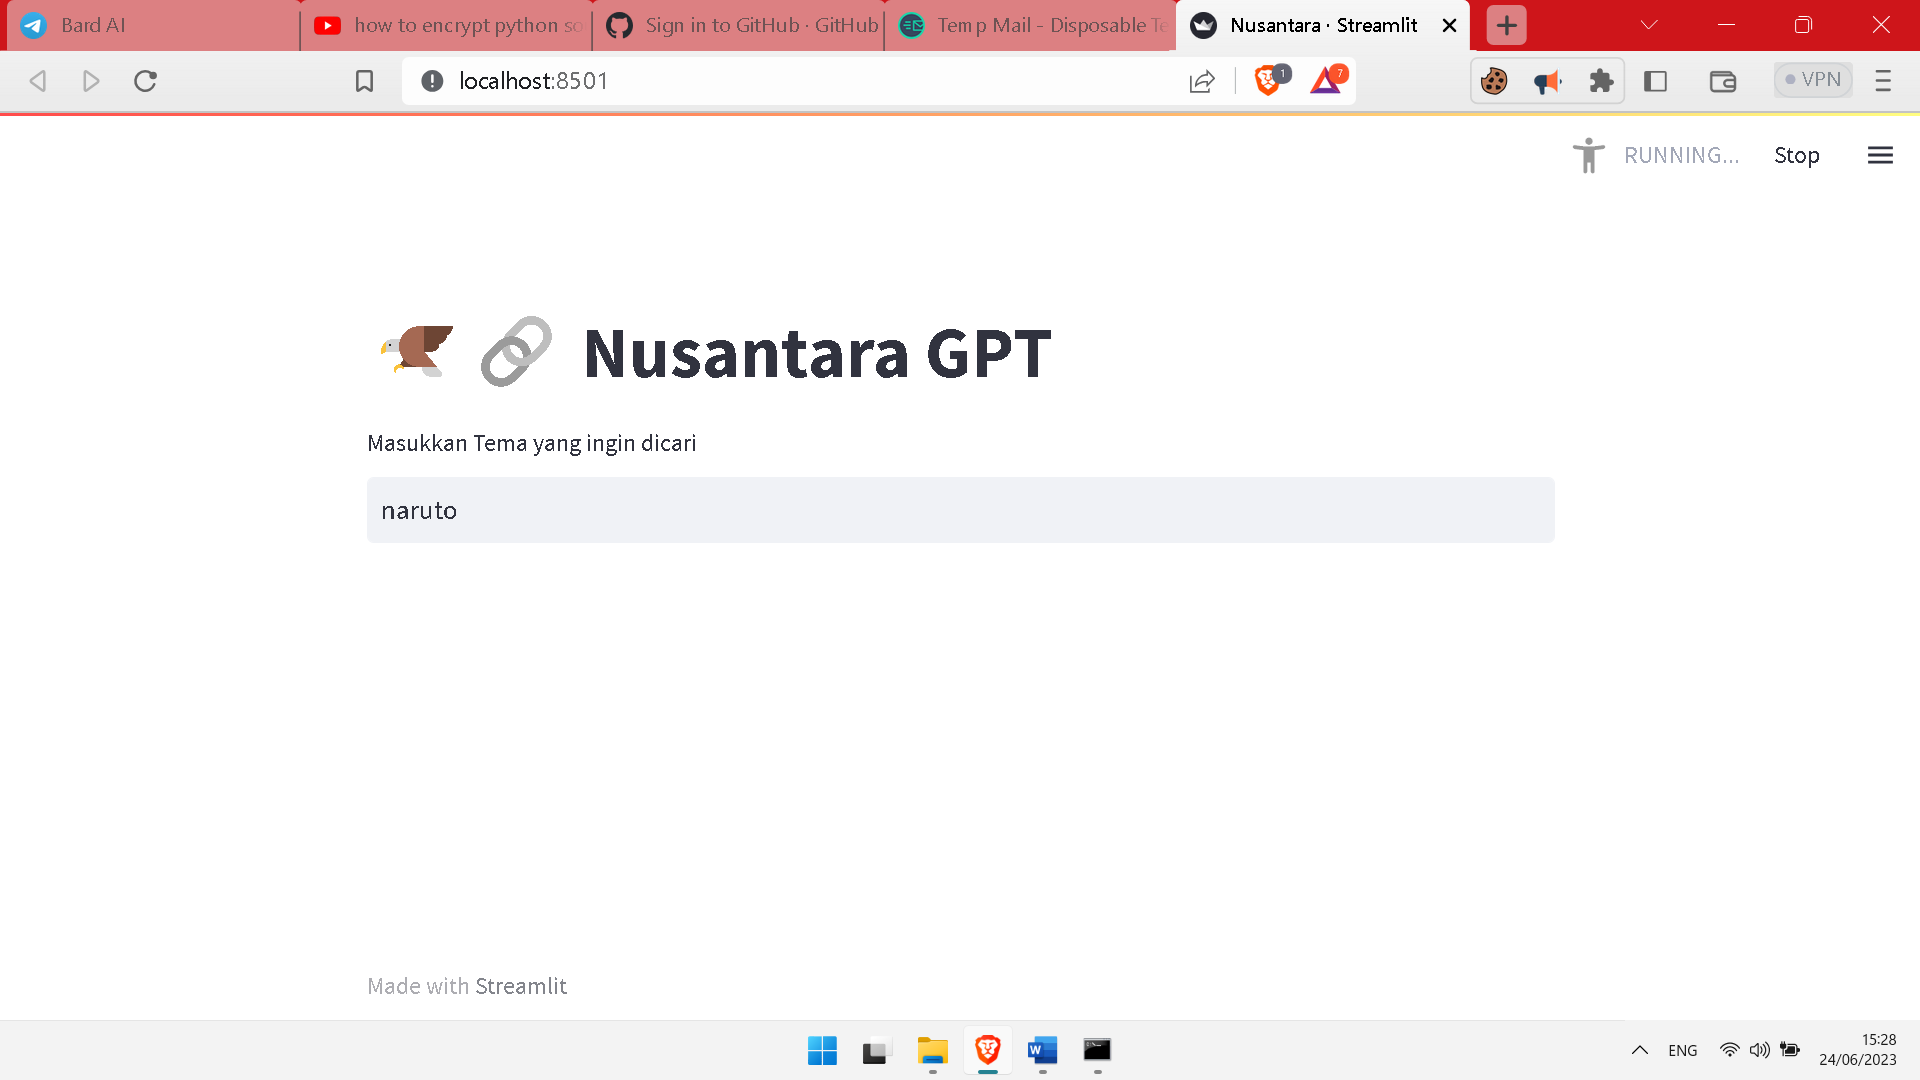 Bard AI
how to encrypt python so
Sign in to GitHub · GitHub
Temp Mail - Disposable Te
Nusantara · Streamlit
localhost:8501
1
7
VPN
RUNNING...
Stop
Nusantara GPT
Masukkan Tema yang ingin dicari
naruto
Made with Streamlit
ENG
15:28
24/06/2023